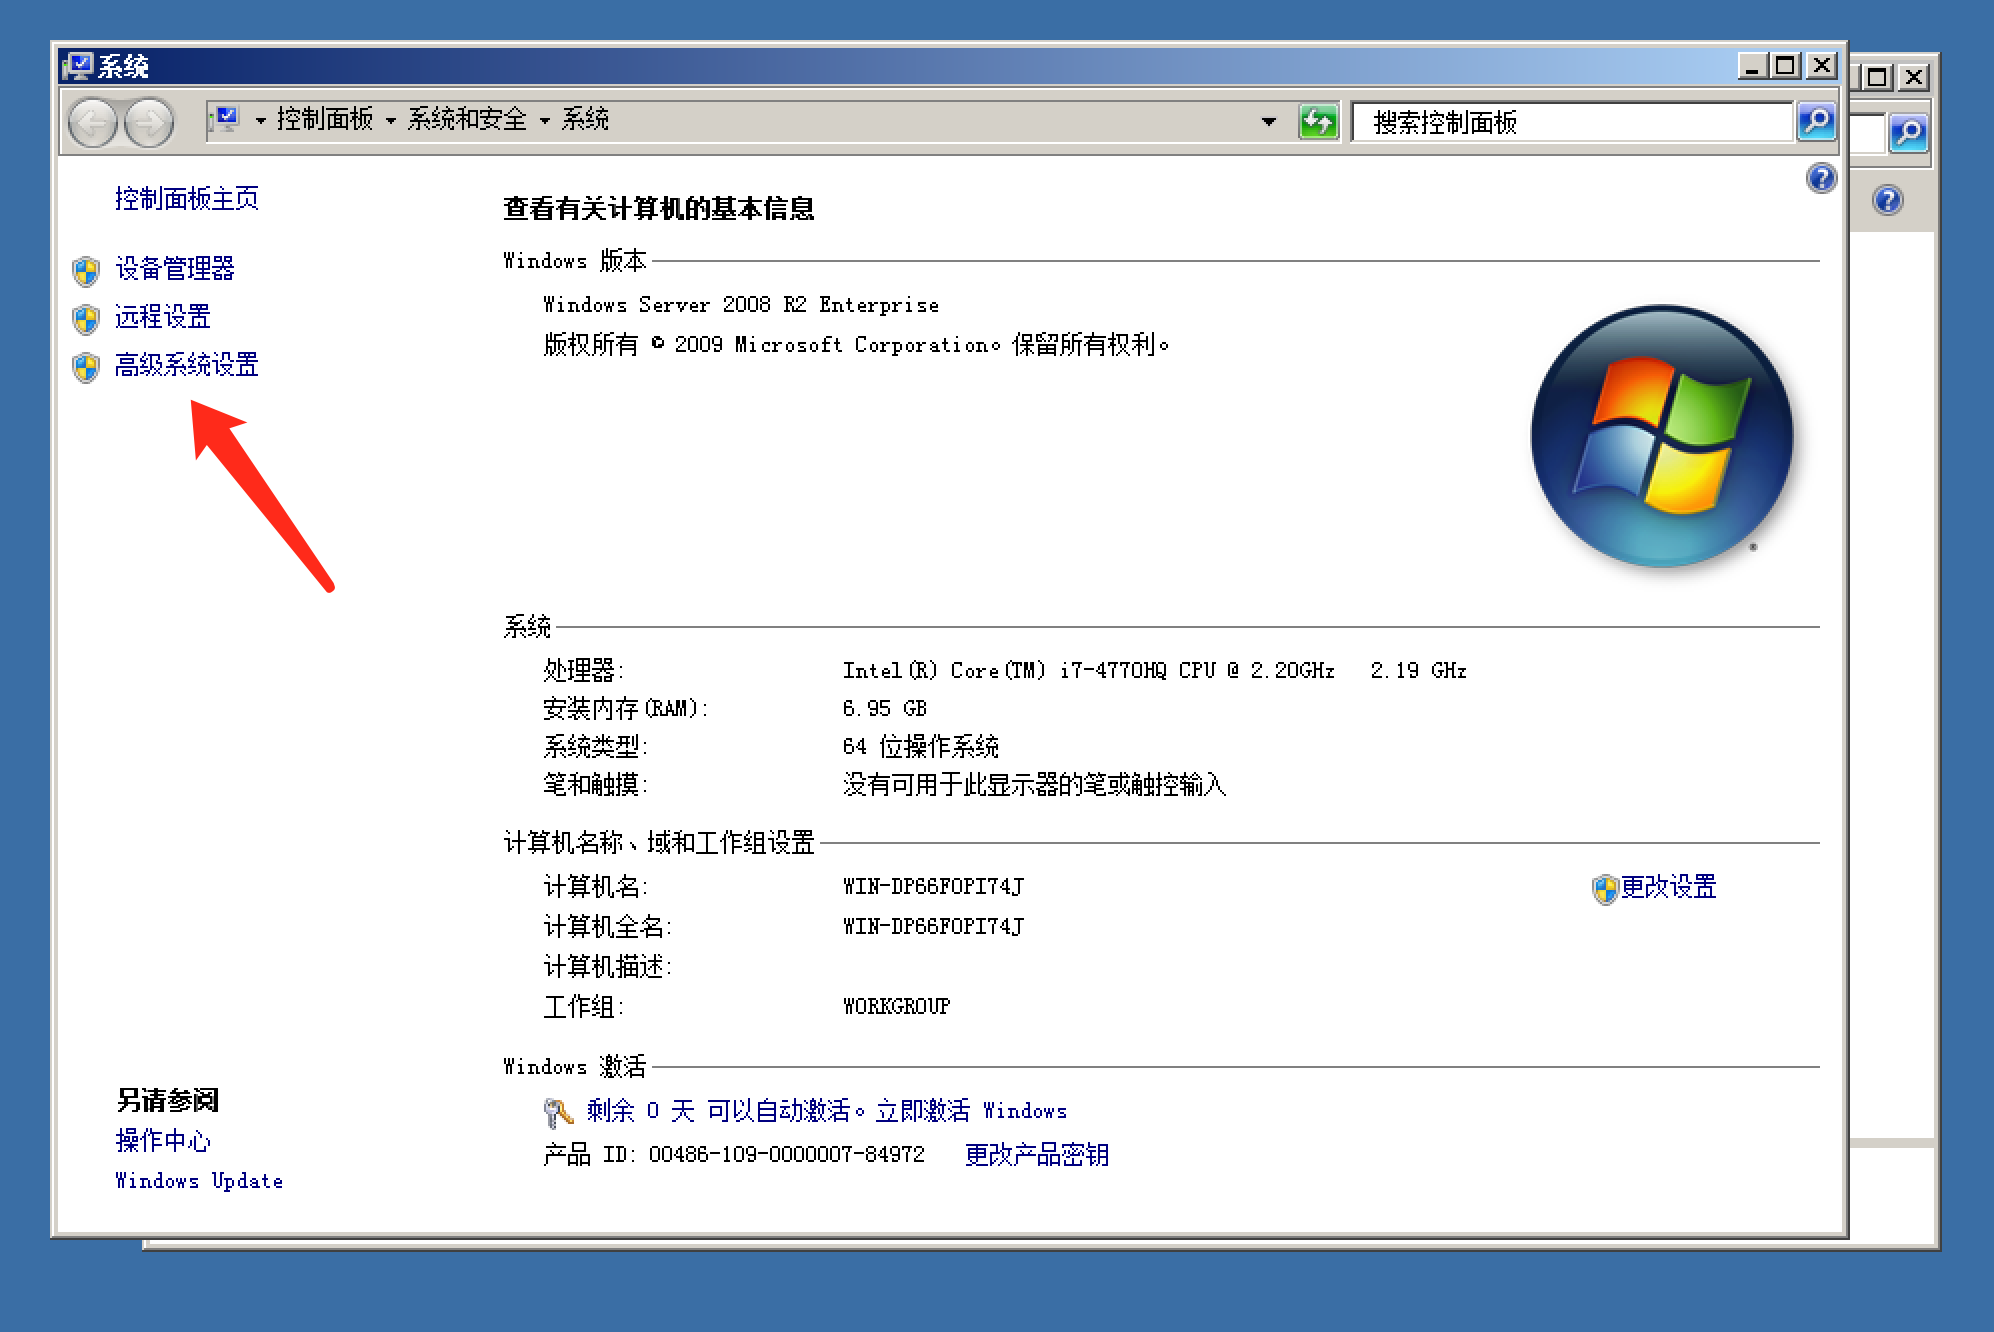 系统
控制面板 系统和安全 系统
搜索控制面板
控制面板主页
设备管理器
远程设置
高级系统设置
另请参阅
操作中心
Windows Update
查看有关计算机的基本信息
Windows 版本
Windows Server 2008 R2 Enterprise
版权所有 © 2009 Microsoft Corporation。保留所有权利。
系统
处理器: Intel(R) Core(TM) i7-4770HQ CPU @ 2.20GHz 2.19 GHz
安装内存(RAM): 6.95 GB
系统类型: 64 位操作系统
笔和触摸: 没有可用于此显示器的笔或触控输入
计算机名称、域和工作组设置
计算机名: WIN-DP66FOPI74J 更改设置
计算机全名: WIN-DP66FOPI74J
计算机描述:
工作组: WORKGROUP
Windows 激活
剩余 0 天 可以自动激活。立即激活 Windows
产品 ID: 00486-109-0000007-84972 更改产品密钥